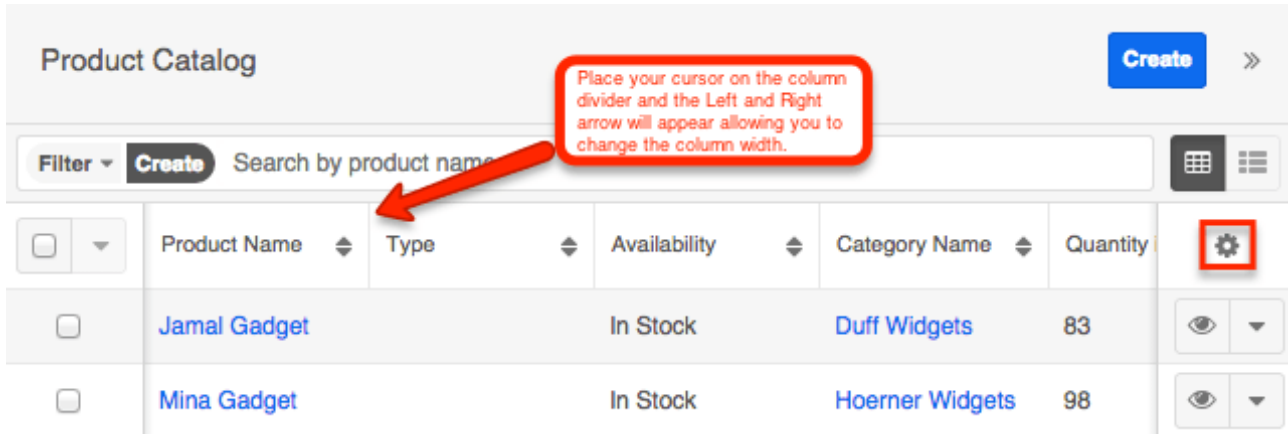 Product Catalog
Create
Place your cursor on the column
divider and the Left and Right
arrow will appear allowing you to
change the column width.
Filter Create Search by product name
Product Name Type Availability Category Name Quantity
Jamal Gadget In Stock Duff Widgets 83
Mina Gadget In Stock Hoerner Widgets 98